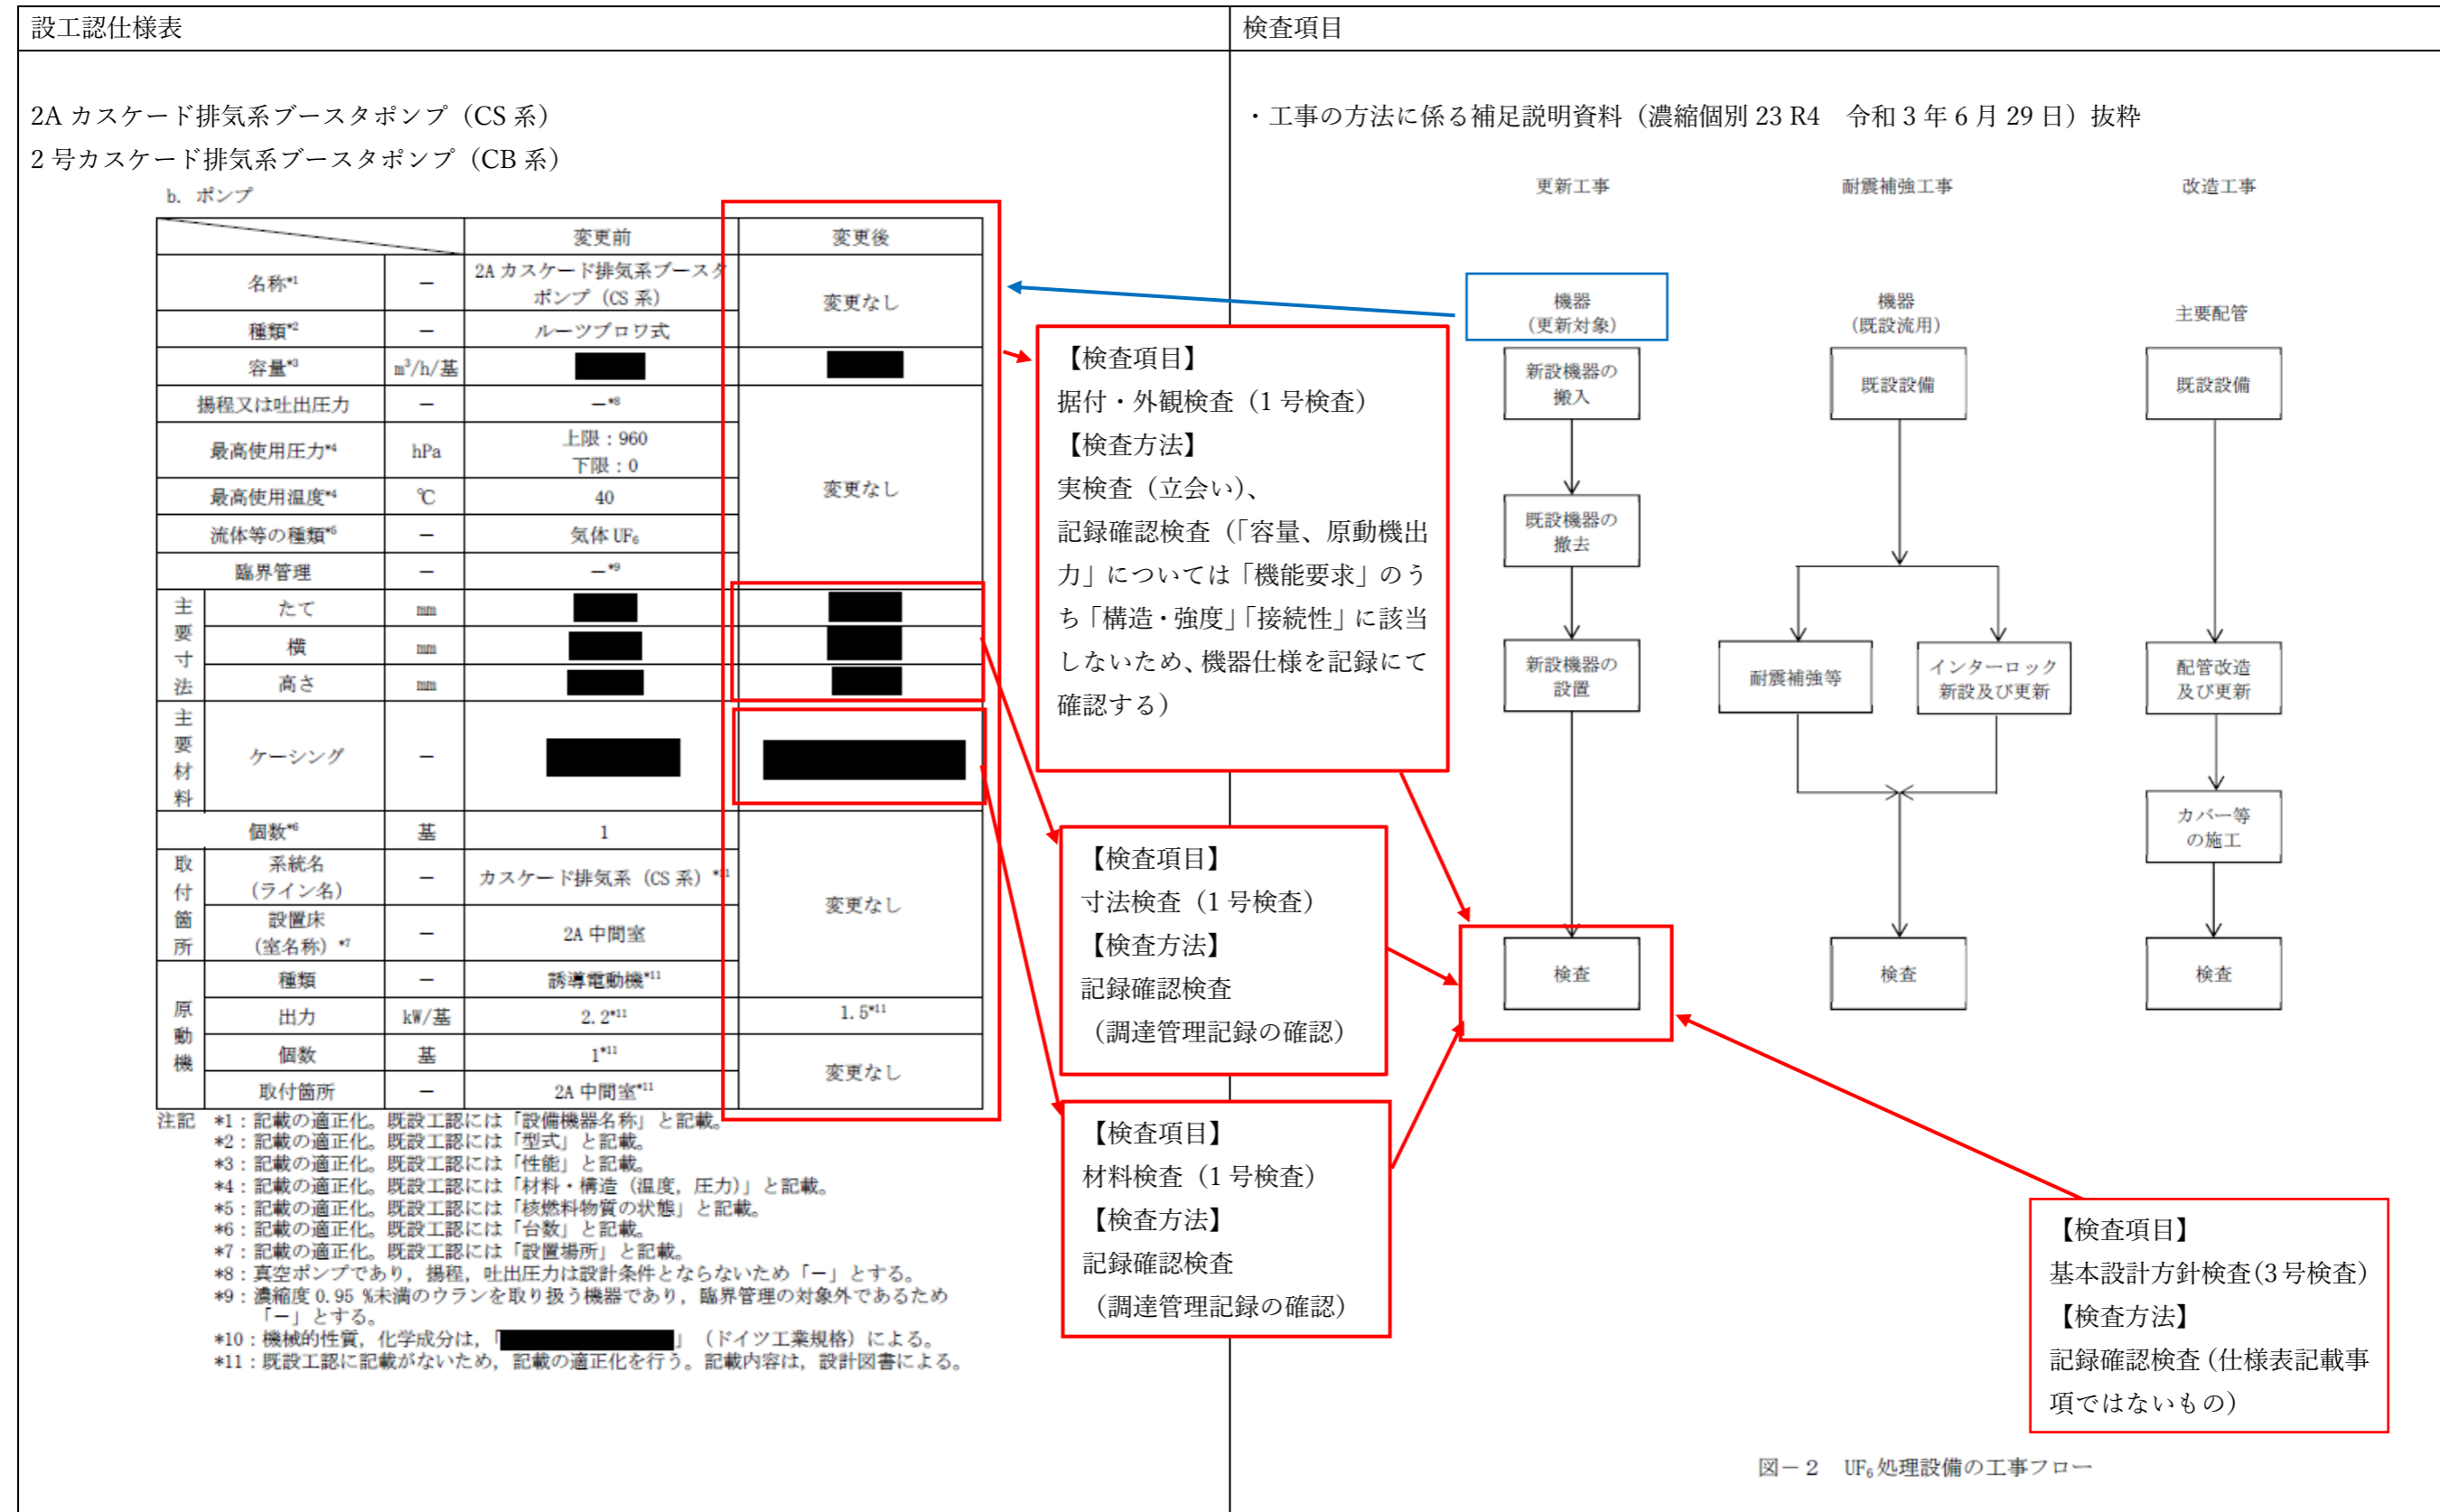 設工認仕様表
検査項目
2A カスケード排気系ブースタポンプ（CS 系）
2 号カスケード排気系ブースタポンプ（CB 系）
b. ポンプ
変更前 変更後
名称*1 － 2A カスケード排気系ブースタ
ポンプ（CS 系） 変更なし
種類*2 － ルーツブロワ式
容量*3 m³/h/基
揚程又は吐出圧力 － －*8
最高使用圧力*4 hPa 上限：960
下限：0
変更なし
最高使用温度*4 ℃ 40
流体等の種類*5 － 気体 UF₆
臨界管理 － －*9
主要寸法
たて mm
横 mm
高さ mm
主要材料
ケーシング －
個数*6 基 1
取付箇所
系統名
（ライン名） － カスケード排気系（CS 系）*11
変更なし
設置床
（室名称）*7 － 2A 中間室
原動機
種類 － 誘導電動機*11
出力 kW/基 2.2*11 1.5*11
個数 基 1*11
変更なし
取付箇所 － 2A 中間室*11
注記 *1：記載の適正化。既設工認には「設備機器名称」と記載。
*2：記載の適正化。既設工認には「型式」と記載。
*3：記載の適正化。既設工認には「性能」と記載。
*4：記載の適正化。既設工認には「材料・構造（温度，圧力）」と記載。
*5：記載の適正化。既設工認には「核燃料物質の状態」と記載。
*6：記載の適正化。既設工認には「台数」と記載。
*7：記載の適正化。既設工認には「設置場所」と記載。
*8：真空ポンプであり，揚程，吐出圧力は設計条件とならないため「－」とする。
*9：濃縮度 0.95 %未満のウランを取り扱う機器であり，臨界管理の対象外であるため
「－」とする。
*10：機械的性質，化学成分は，「 」（ドイツ工業規格）による。
*11：既設工認に記載がないため，記載の適正化を行う。記載内容は，設計図書による。
【検査項目】
据付・外観検査（1 号検査）
【検査方法】
実検査（立会い）、
記録確認検査（「容量、原動機出
力」については「機能要求」のう
ち「構造・強度」「接続性」に該当
しないため、機器仕様を記録にて
確認する）
【検査項目】
寸法検査（1 号検査）
【検査方法】
記録確認検査
（調達管理記録の確認）
【検査項目】
材料検査（1 号検査）
【検査方法】
記録確認検査
（調達管理記録の確認）
・工事の方法に係る補足説明資料（濃縮個別 23 R4　令和 3 年 6 月 29 日）抜粋
更新工事 耐震補強工事 改造工事
機器
（更新対象）
機器
（既設流用）
主要配管
新設機器の
搬入
既設設備
既設設備
既設機器の
撤去
新設機器の
設置
耐震補強等
インターロック
新設及び更新
配管改造
及び更新
カバー等
の施工
検査 検査 検査
【検査項目】
基本設計方針検査（3 号検査）
【検査方法】
記録確認検査（仕様表記載事
項ではないもの）
図－2　UF₆処理設備の工事フロー